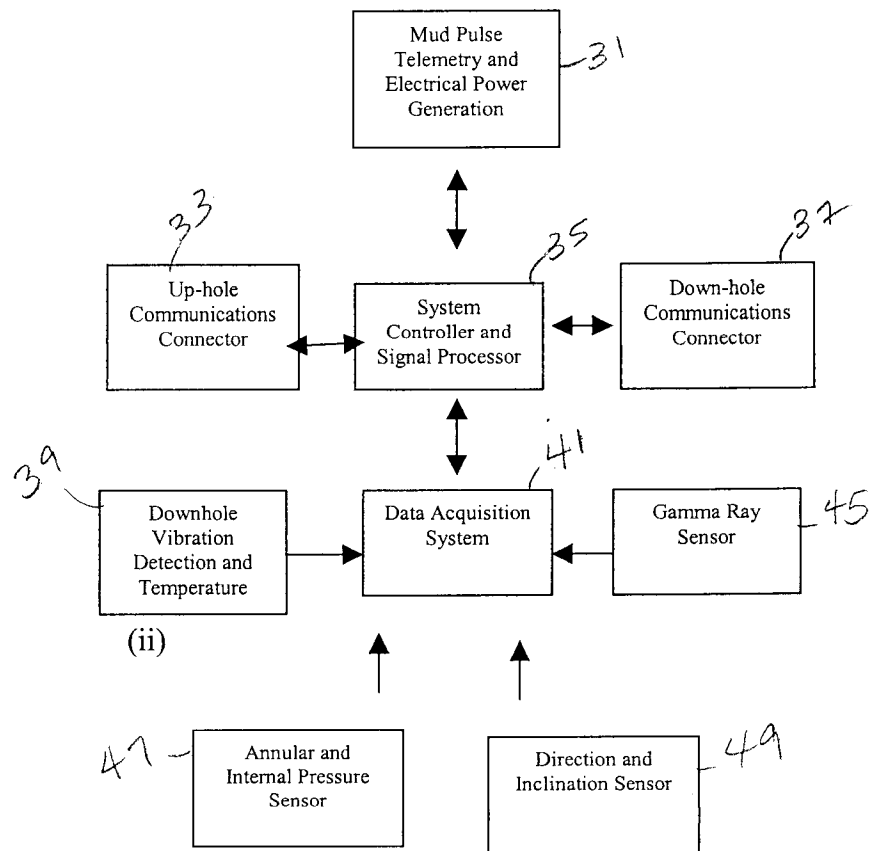 Mud Pulse
Telemetry and
Electrical Power
Generation
31
33
Up-hole
Communications
Connector
35
System
Controller and
Signal Processor
37
Down-hole
Communications
Connector
39
Downhole
Vibration
Detection and
Temperature
(ii)
41
Data Acquisition
System
Gamma Ray
Sensor
45
47
Annular and
Internal Pressure
Sensor
Direction and
Inclination Sensor
49